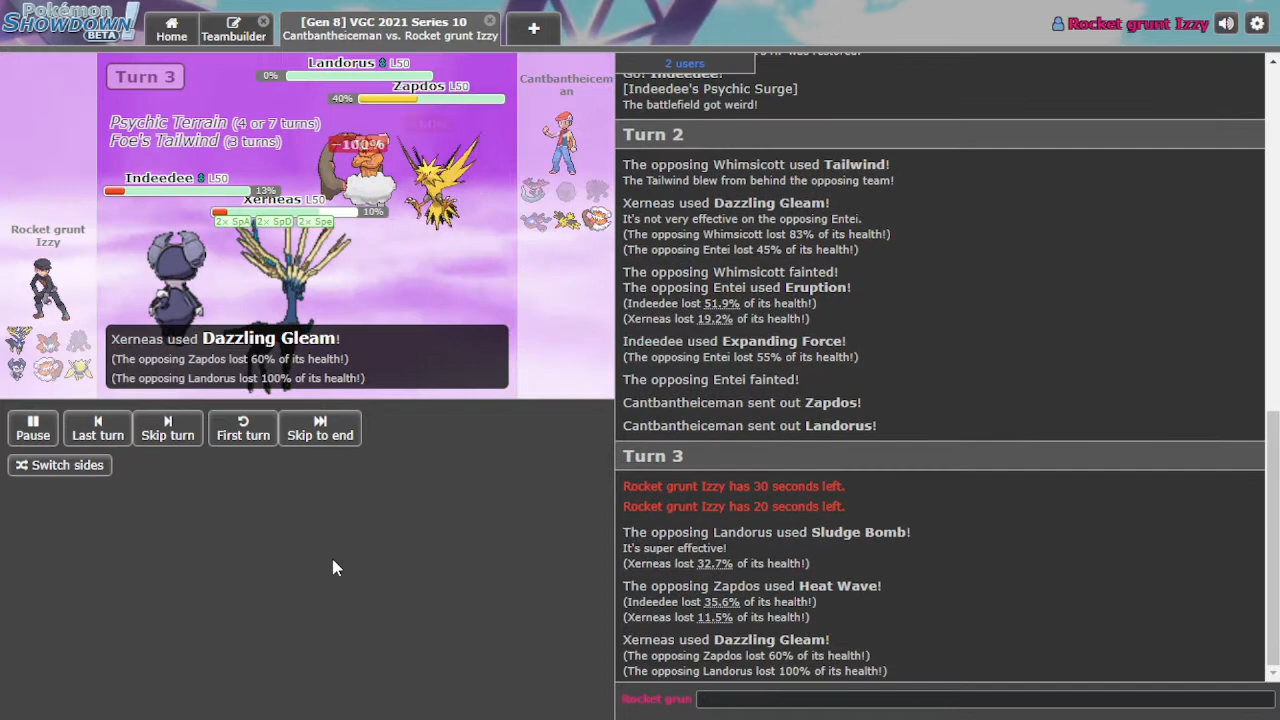 Pokémon
SHOWDOWN!
BETA
Home
Teambuilder
[Gen 8] VGC 2021 Series 10
Cantbantheiceman vs. Rocket grunt Izzy
+
Rocket grunt Izzy
Turn 3
Landorus L50
0%
Zapdos L50
40%
Psychic Terrain (4 or 7 turns)
Foe's Tailwind (3 turns)
−100%
Indeedee L50
13%
Xerneas L50
10%
2× SpA 2× SpD 2× Spe
Rocket grunt
Izzy
Cantbantheicem
an
Xerneas used Dazzling Gleam!
(The opposing Zapdos lost 60% of its health!)
(The opposing Landorus lost 100% of its health!)
Pause
Last turn
Skip turn
First turn
Skip to end
Switch sides
2 users
Go! Indeedee!
[Indeedee's Psychic Surge]
The battlefield got weird!
Turn 2
The opposing Whimsicott used Tailwind!
The Tailwind blew from behind the opposing team!
Xerneas used Dazzling Gleam!
It's not very effective on the opposing Entei.
(The opposing Whimsicott lost 83% of its health!)
(The opposing Entei lost 45% of its health!)
The opposing Whimsicott fainted!
The opposing Entei used Eruption!
(Indeedee lost 51.9% of its health!)
(Xerneas lost 19.2% of its health!)
Indeedee used Expanding Force!
(The opposing Entei lost 55% of its health!)
The opposing Entei fainted!
Cantbantheiceman sent out Zapdos!
Cantbantheiceman sent out Landorus!
Turn 3
Rocket grunt Izzy has 30 seconds left.
Rocket grunt Izzy has 20 seconds left.
The opposing Landorus used Sludge Bomb!
It's super effective!
(Xerneas lost 32.7% of its health!)
The opposing Zapdos used Heat Wave!
(Indeedee lost 35.6% of its health!)
(Xerneas lost 11.5% of its health!)
Xerneas used Dazzling Gleam!
(The opposing Zapdos lost 60% of its health!)
(The opposing Landorus lost 100% of its health!)
Rocket grun